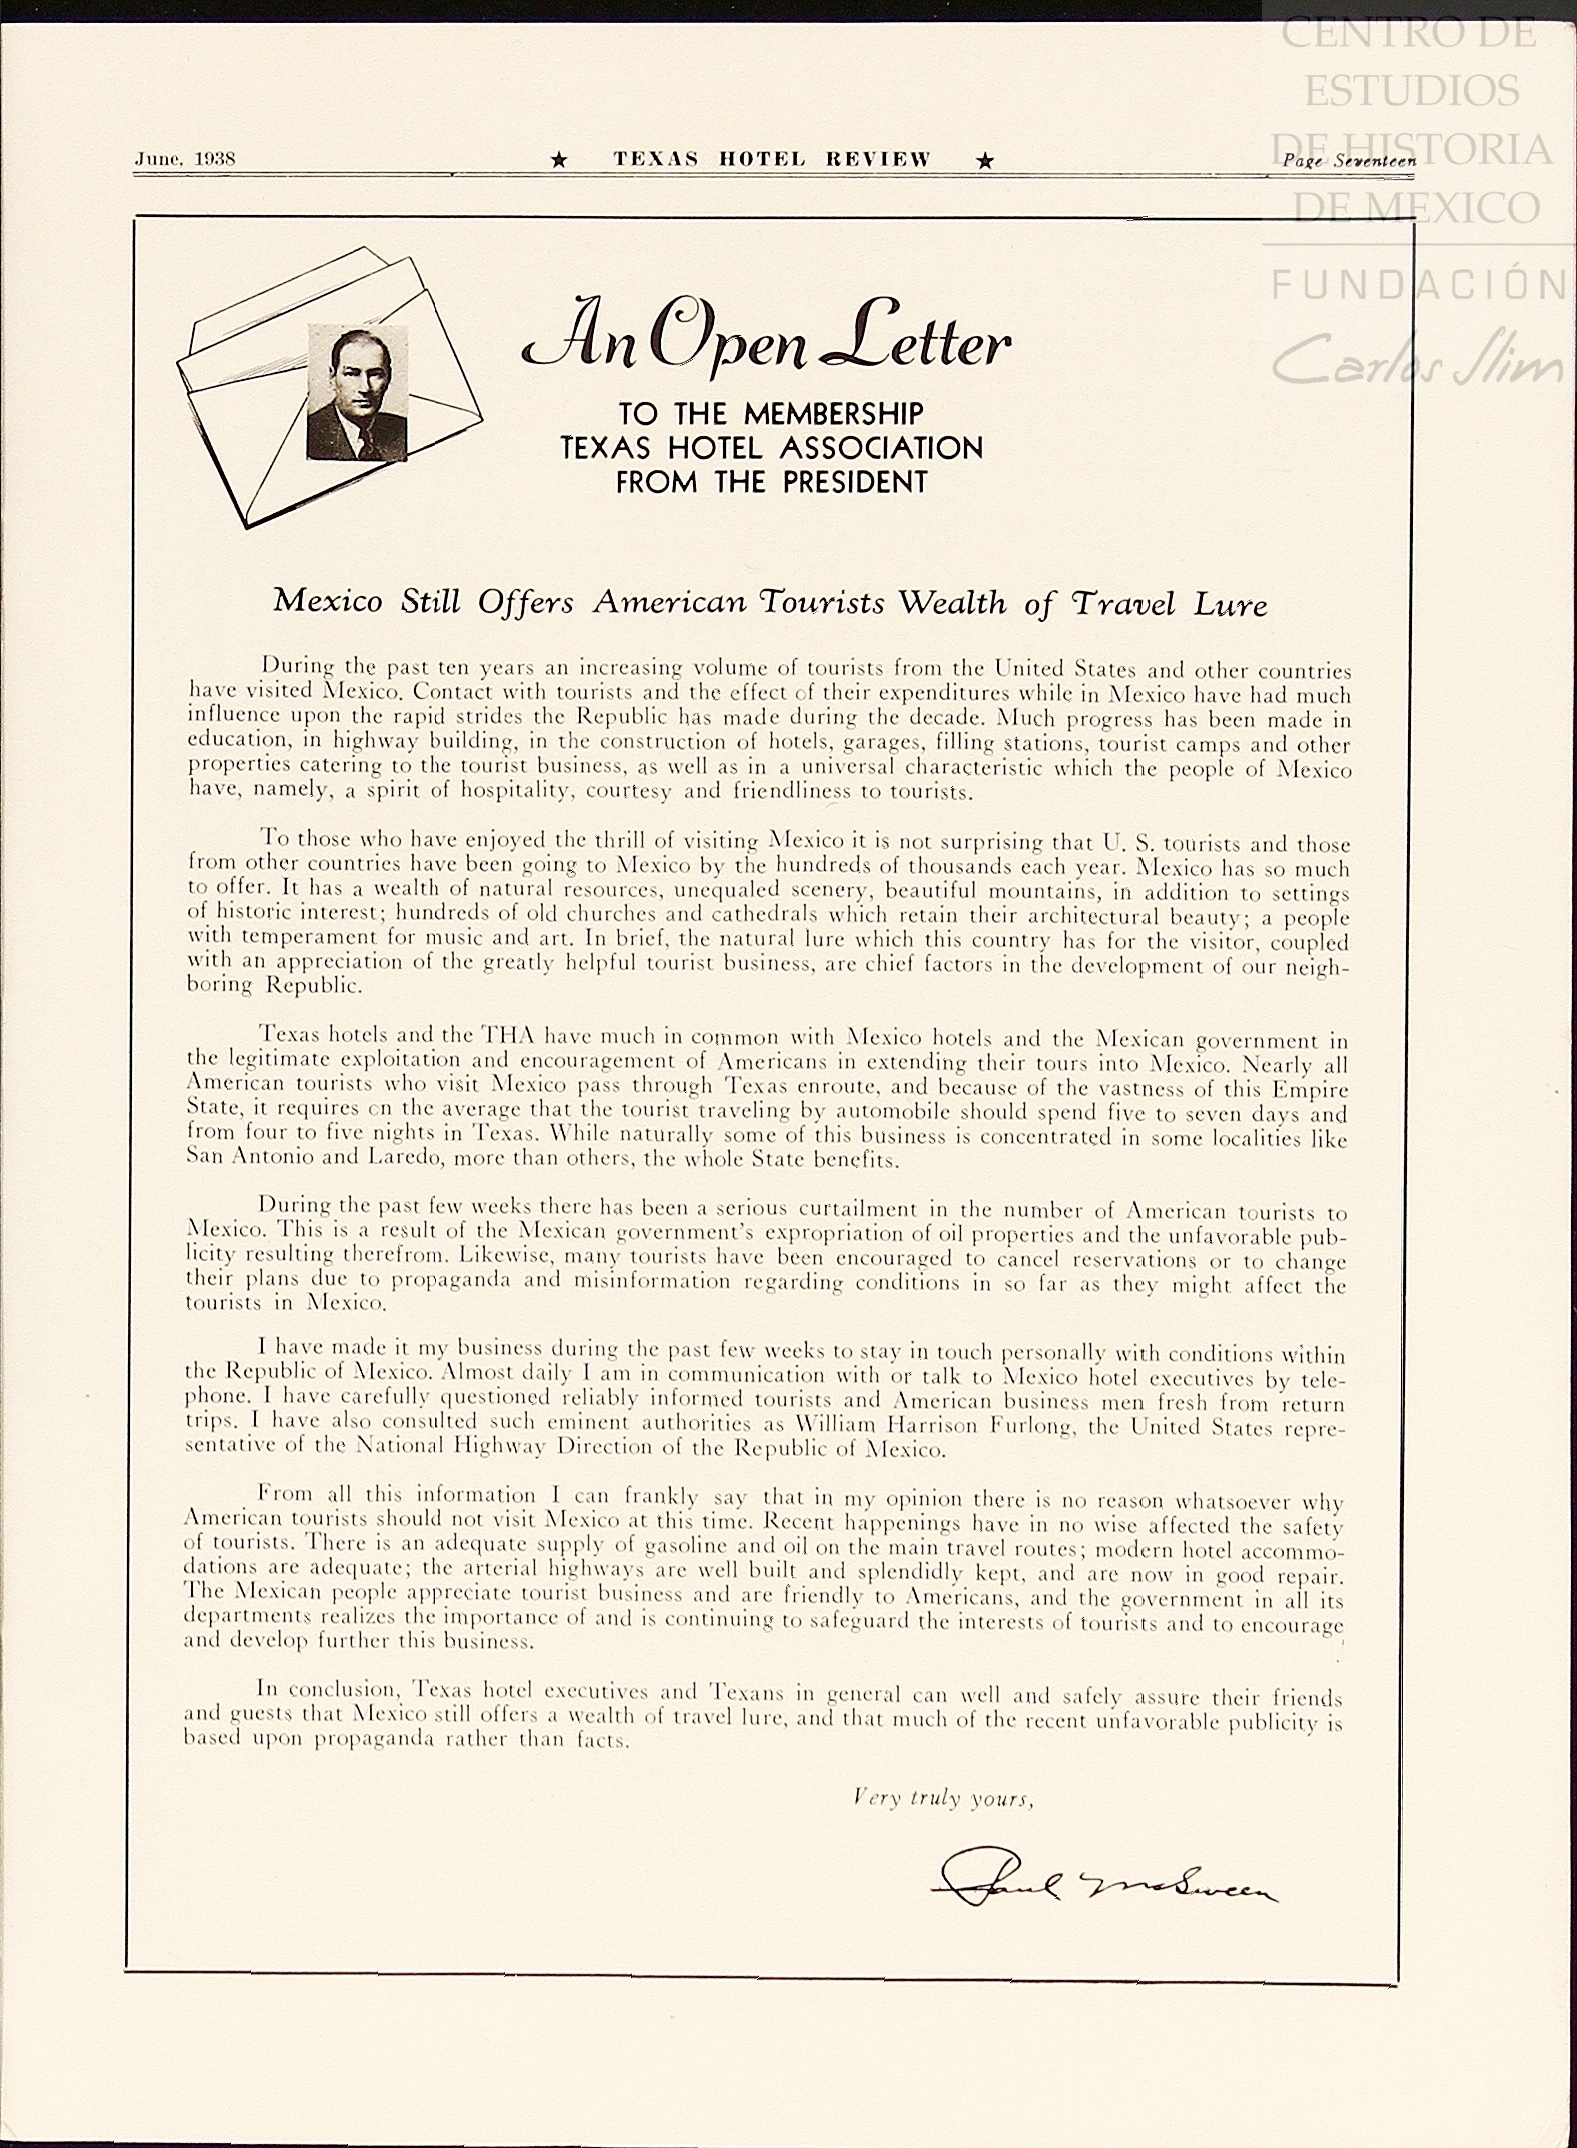 CENTRO DE
ESTUDIOS
DE HISTORIA
DE MEXICO
FUNDACIÓN
Carlos Slim
June, 1938 ★ TEXAS HOTEL REVIEW ★ Page Seventeen
An Open Letter
TO THE MEMBERSHIP
TEXAS HOTEL ASSOCIATION
FROM THE PRESIDENT
Mexico Still Offers American Tourists Wealth of Travel Lure
During the past ten years an increasing volume of tourists from the United States and other countries
have visited Mexico. Contact with tourists and the effect of their expenditures while in Mexico have had much
influence upon the rapid strides the Republic has made during the decade. Much progress has been made in
education, in highway building, in the construction of hotels, garages, filling stations, tourist camps and other
properties catering to the tourist business, as well as in a universal characteristic which the people of Mexico
have, namely, a spirit of hospitality, courtesy and friendliness to tourists.
To those who have enjoyed the thrill of visiting Mexico it is not surprising that U. S. tourists and those
from other countries have been going to Mexico by the hundreds of thousands each year. Mexico has so much
to offer. It has a wealth of natural resources, unequaled scenery, beautiful mountains, in addition to settings
of historic interest; hundreds of old churches and cathedrals which retain their architectural beauty; a people
with temperament for music and art. In brief, the natural lure which this country has for the visitor, coupled
with an appreciation of the greatly helpful tourist business, are chief factors in the development of our neigh-
boring Republic.
Texas hotels and the THA have much in common with Mexico hotels and the Mexican government in
the legitimate exploitation and encouragement of Americans in extending their tours into Mexico. Nearly all
American tourists who visit Mexico pass through Texas enroute, and because of the vastness of this Empire
State, it requires on the average that the tourist traveling by automobile should spend five to seven days and
from four to five nights in Texas. While naturally some of this business is concentrated in some localities like
San Antonio and Laredo, more than others, the whole State benefits.
During the past few weeks there has been a serious curtailment in the number of American tourists to
Mexico. This is a result of the Mexican government's expropriation of oil properties and the unfavorable pub-
licity resulting therefrom. Likewise, many tourists have been encouraged to cancel reservations or to change
their plans due to propaganda and misinformation regarding conditions in so far as they might affect the
tourists in Mexico.
I have made it my business during the past few weeks to stay in touch personally with conditions within
the Republic of Mexico. Almost daily I am in communication with or talk to Mexico hotel executives by tele-
phone. I have carefully questioned reliably informed tourists and American business men fresh from return
trips. I have also consulted such eminent authorities as William Harrison Furlong, the United States repre-
sentative of the National Highway Direction of the Republic of Mexico.
From all this information I can frankly say that in my opinion there is no reason whatsoever why
American tourists should not visit Mexico at this time. Recent happenings have in no wise affected the safety
of tourists. There is an adequate supply of gasoline and oil on the main travel routes; modern hotel accommo-
dations are adequate; the arterial highways are well built and splendidly kept, and are now in good repair.
The Mexican people appreciate tourist business and are friendly to Americans, and the government in all its
departments realizes the importance of and is continuing to safeguard the interests of tourists and to encourage
and develop further this business.
In conclusion, Texas hotel executives and Texans in general can well and safely assure their friends
and guests that Mexico still offers a wealth of travel lure, and that much of the recent unfavorable publicity is
based upon propaganda rather than facts.
Very truly yours,
Paul McSween